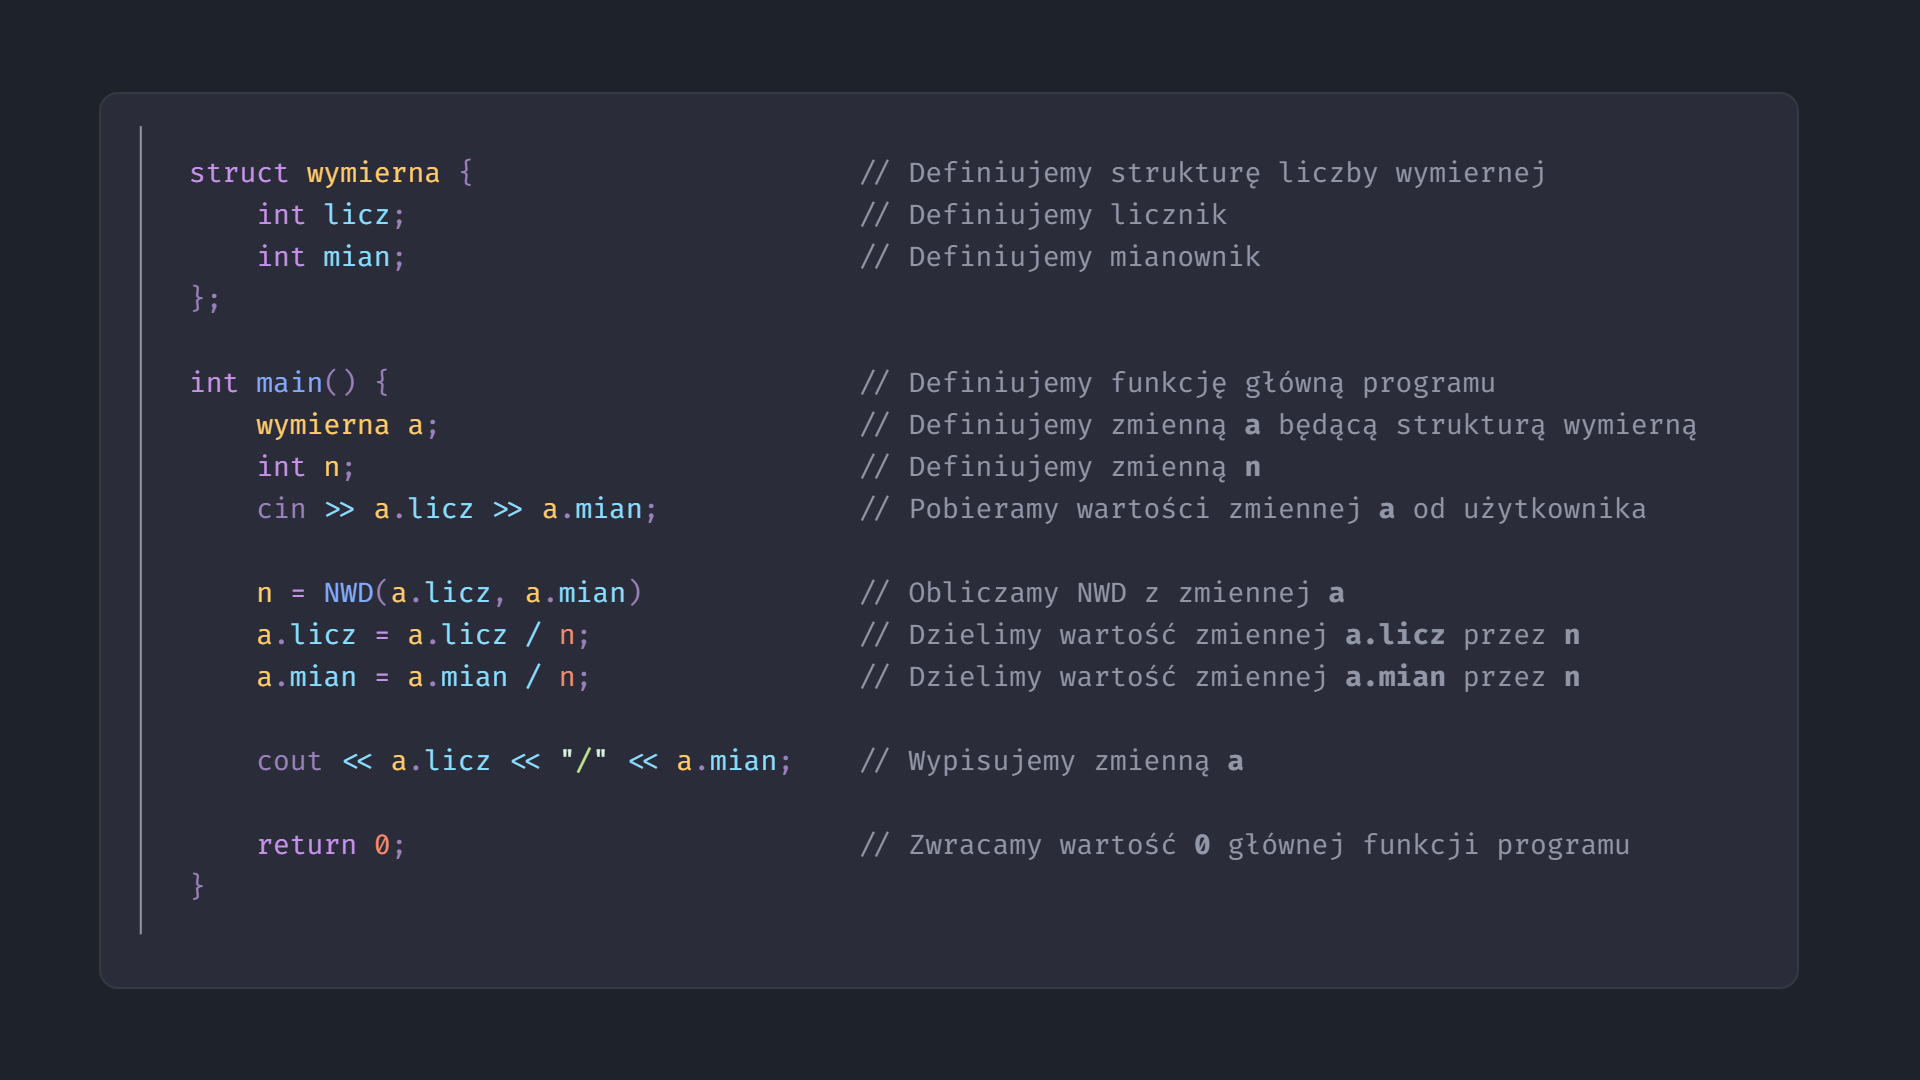 struct wymierna { // Definiujemy strukturę liczby wymiernej
int licz; // Definiujemy licznik
int mian; // Definiujemy mianownik
};
int main() { // Definiujemy funkcję główną programu
wymierna a; // Definiujemy zmienną a będącą strukturą wymierną
int n; // Definiujemy zmienną n
cin >> a.licz >> a.mian; // Pobieramy wartości zmiennej a od użytkownika
n = NWD(a.licz, a.mian) // Obliczamy NWD z zmiennej a
a.licz = a.licz / n; // Dzielimy wartość zmiennej a.licz przez n
a.mian = a.mian / n; // Dzielimy wartość zmiennej a.mian przez n
cout << a.licz << "/" << a.mian; // Wypisujemy zmienną a
return 0; // Zwracamy wartość 0 głównej funkcji programu
}